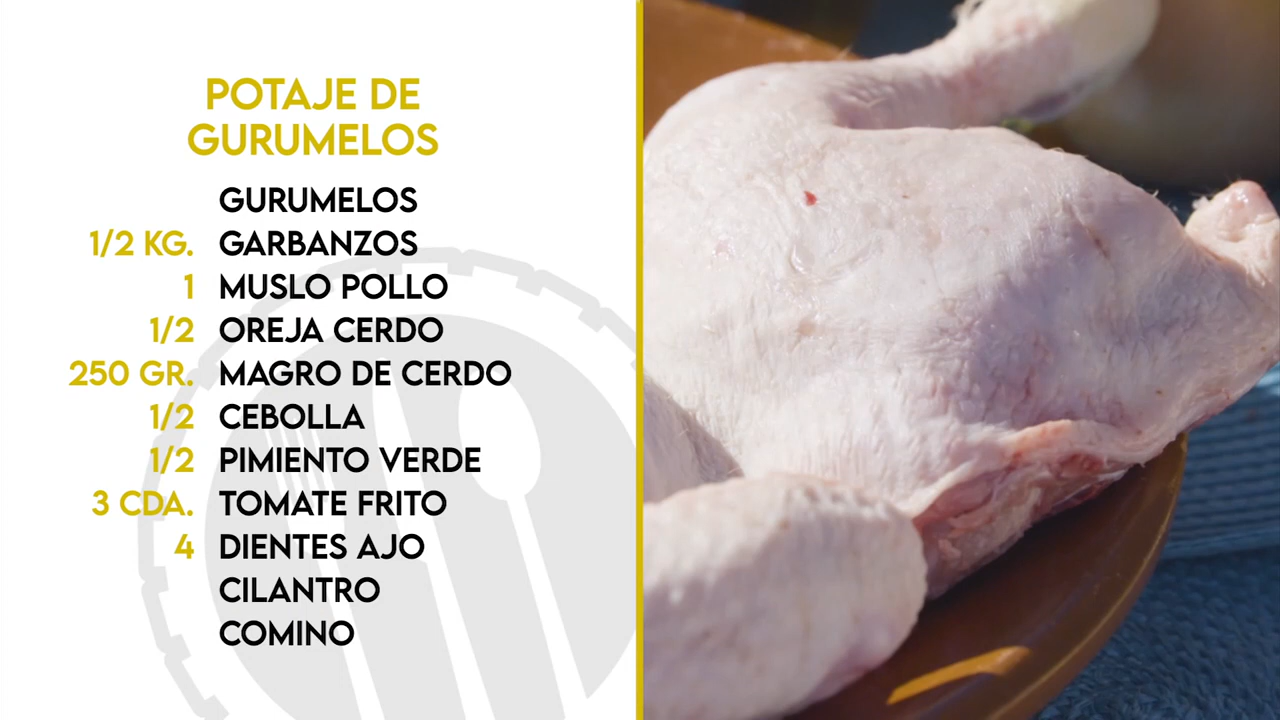 POTAJE DE
GURUMELOS
GURUMELOS
1/2 KG. GARBANZOS
1 MUSLO POLLO
1/2 OREJA CERDO
250 GR. MAGRO DE CERDO
1/2 CEBOLLA
1/2 PIMIENTO VERDE
3 CDA. TOMATE FRITO
4 DIENTES AJO
CILANTRO
COMINO